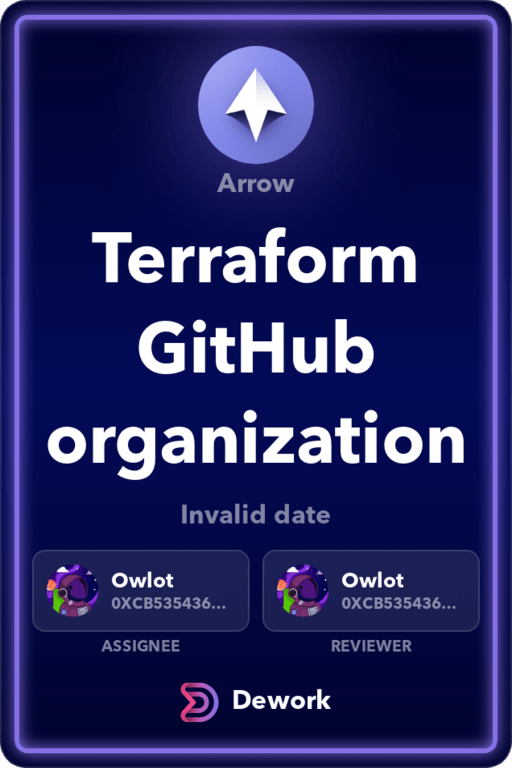 Arrow
Terraform
GitHub
organization
Invalid date
Owlot
0XCB535436...
Owlot
0XCB535436...
ASSIGNEE
REVIEWER
Dework